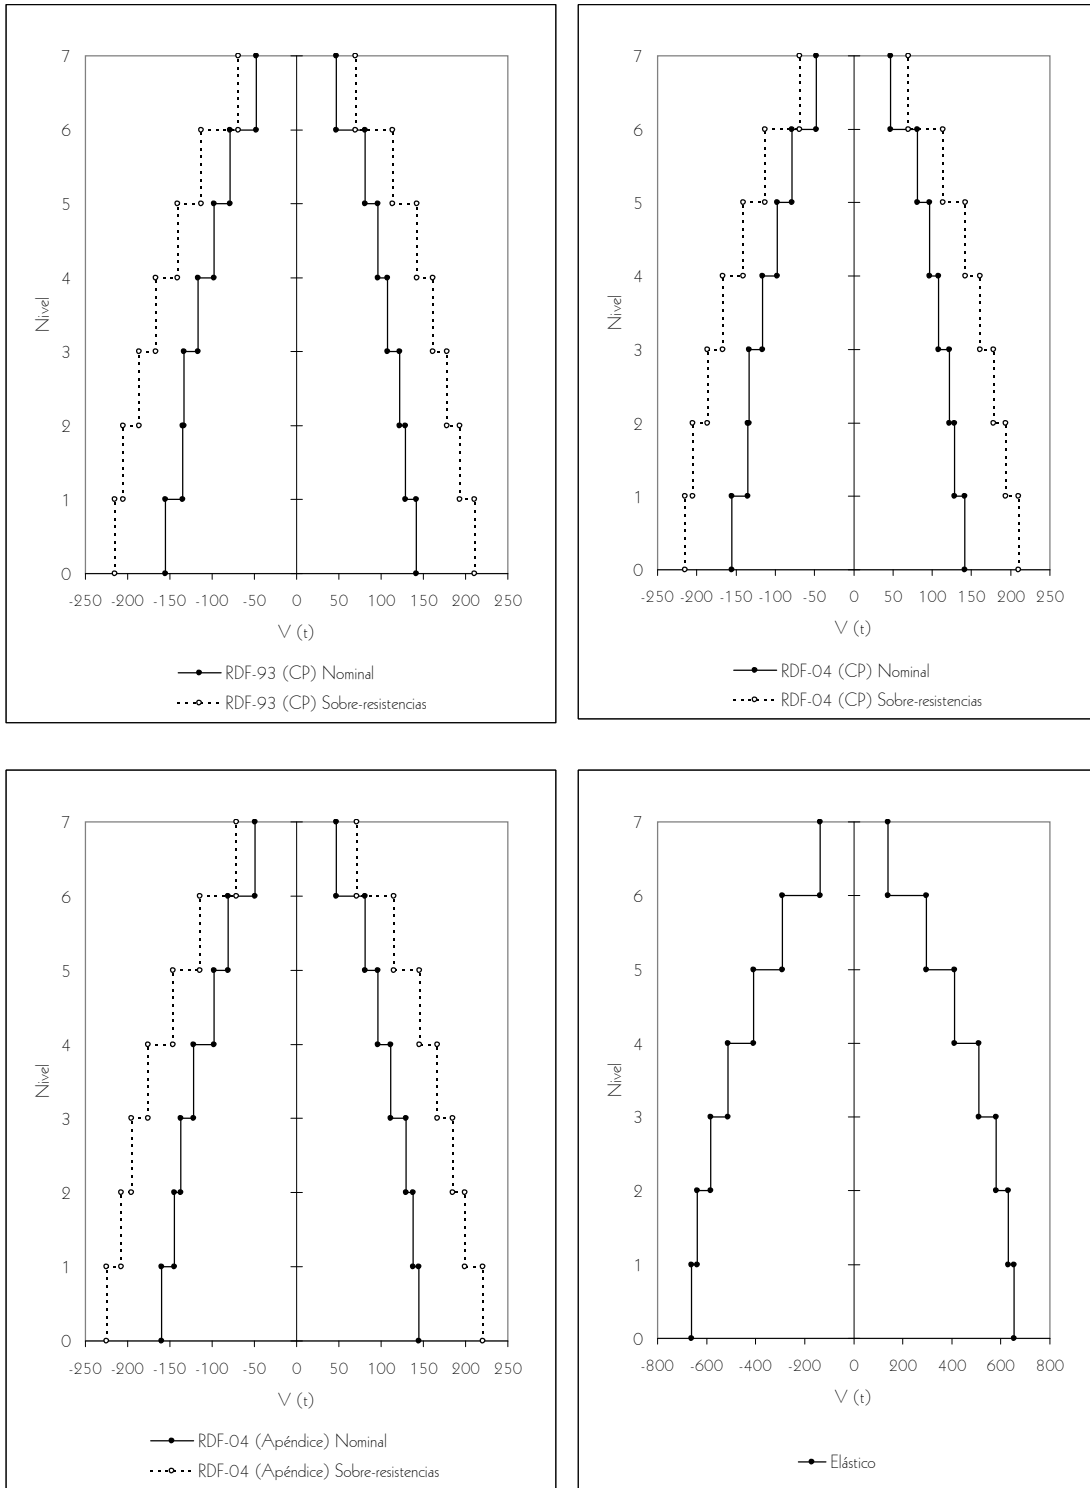 7
6
5
4
3
2
1
0
Nivel
-250 -200 -150 -100 -50 0 50 100 150 200 250
V (t)
RDF-93 (CP) Nominal
RDF-93 (CP) Sobre-resistencias
7
6
5
4
3
2
1
0
Nivel
-250 -200 -150 -100 -50 0 50 100 150 200 250
V (t)
RDF-04 (CP) Nominal
RDF-04 (CP) Sobre-resistencias
7
6
5
4
3
2
1
0
Nivel
-250 -200 -150 -100 -50 0 50 100 150 200 250
V (t)
RDF-04 (Apéndice) Nominal
RDF-04 (Apéndice) Sobre-resistencias
7
6
5
4
3
2
1
0
Nivel
-800 -600 -400 -200 0 200 400 600 800
V (t)
Elástico